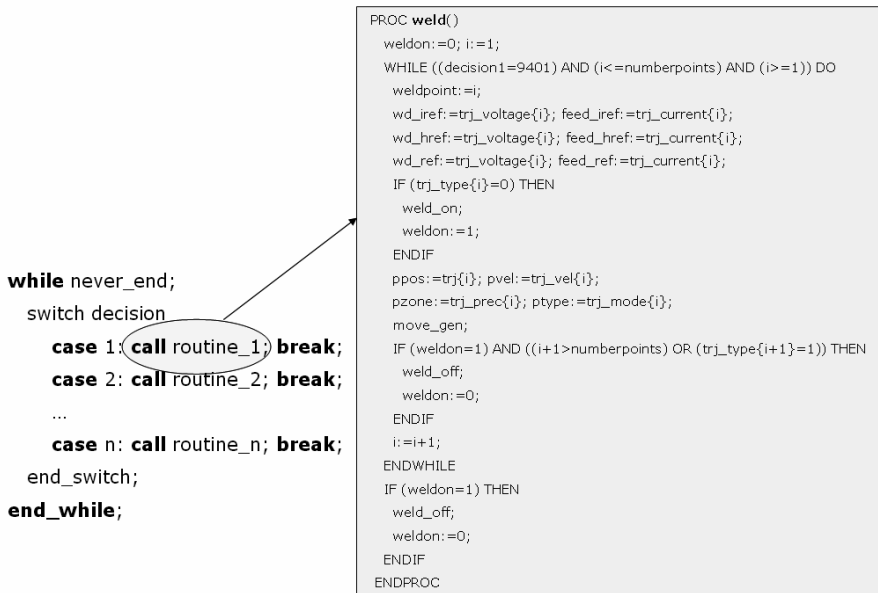 while never_end;
switch decision
case 1: call routine_1; break;
case 2: call routine_2; break;
...
case n: call routine_n; break;
end_switch;
end_while;
PROC weld()
weldon:=0; i:=1;
WHILE ((decision1=9401) AND (i<=numberpoints) AND (i>=1)) DO
weldpoint:=i;
wd_iref:=trj_voltage{i}; feed_iref:=trj_current{i};
wd_href:=trj_voltage{i}; feed_href:=trj_current{i};
wd_ref:=trj_voltage{i}; feed_ref:=trj_current{i};
IF (trj_type{i}=0) THEN
weld_on;
weldon:=1;
ENDIF
ppos:=trj{i}; pvel:=trj_vel{i};
pzone:=trj_prec{i}; ptype:=trj_mode{i};
move_gen;
IF (weldon=1) AND ((i+1>numberpoints) OR (trj_type{i+1}=1)) THEN
weld_off;
weldon:=0;
ENDIF
i:=i+1;
ENDWHILE
IF (weldon=1) THEN
weld_off;
weldon:=0;
ENDIF
ENDPROC